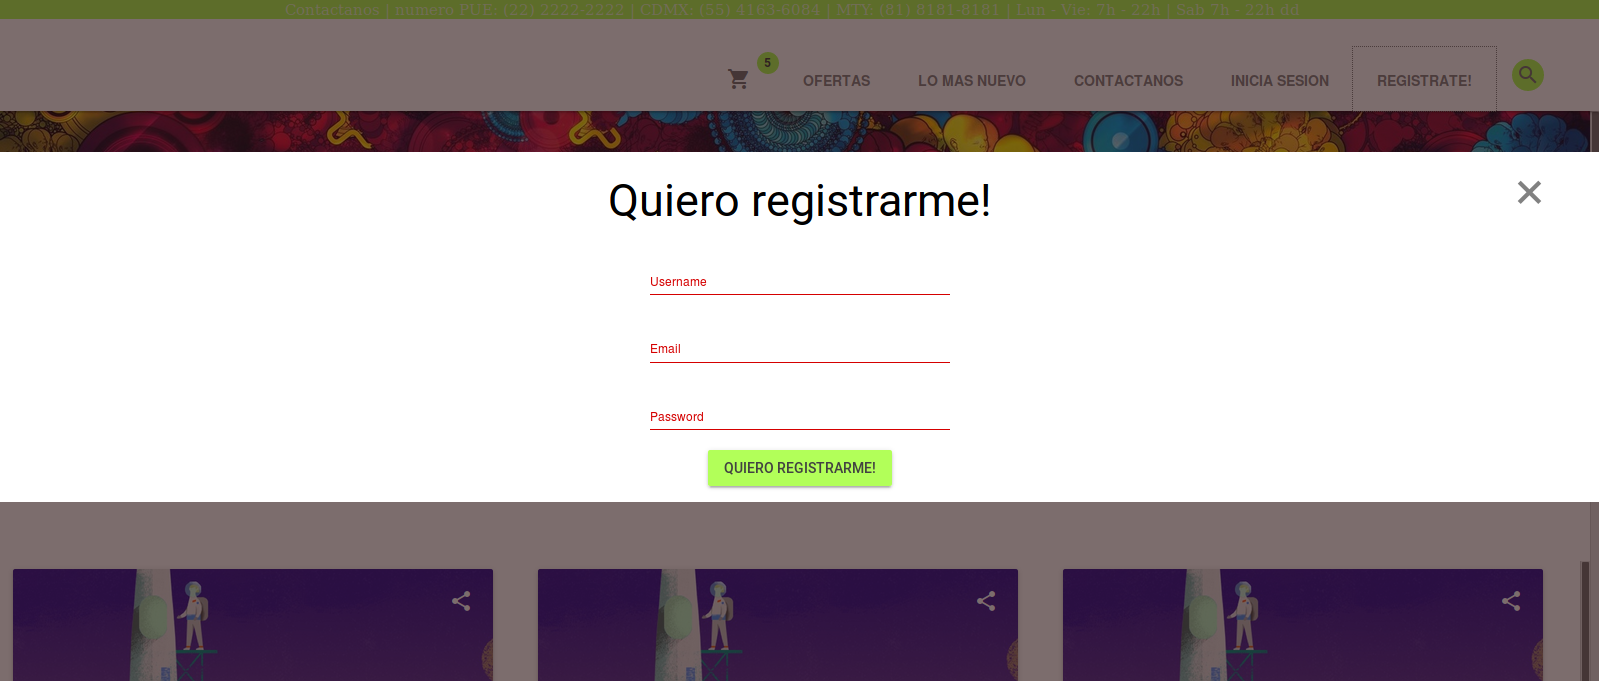 Contactanos | numero PUE: (22) 2222-2222 | CDMX: (55) 4163-6084 | MTY: (81) 8181-8181 | Lun - Vie: 7h - 22h | Sab 7h - 22h dd
5 OFERTAS LO MAS NUEVO CONTACTANOS INICIA SESION REGISTRATE!
Quiero registrarme!
Username
Email
Password
QUIERO REGISTRARME!